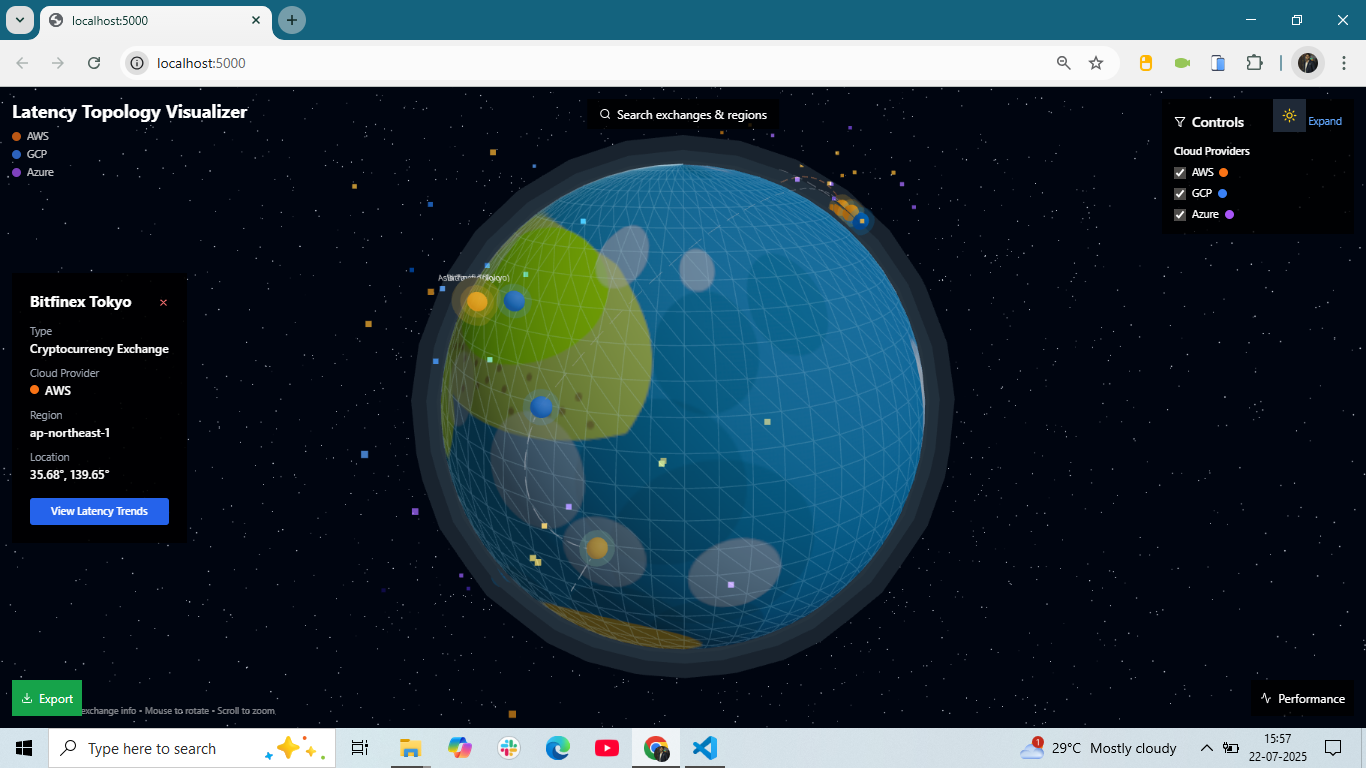 localhost:5000
localhost:5000
Latency Topology Visualizer
AWS
GCP
Azure
Search exchanges & regions
Controls
Expand
Cloud Providers
AWS
GCP
Azure
Bitfinex Tokyo
Type
Cryptocurrency Exchange
Cloud Provider
AWS
Region
ap-northeast-1
Location
35.68°, 139.65°
View Latency Trends
Export
exchange info • Mouse to rotate • Scroll to zoom
Performance
Type here to search
1
29°C Mostly cloudy
15:57
22-07-2025